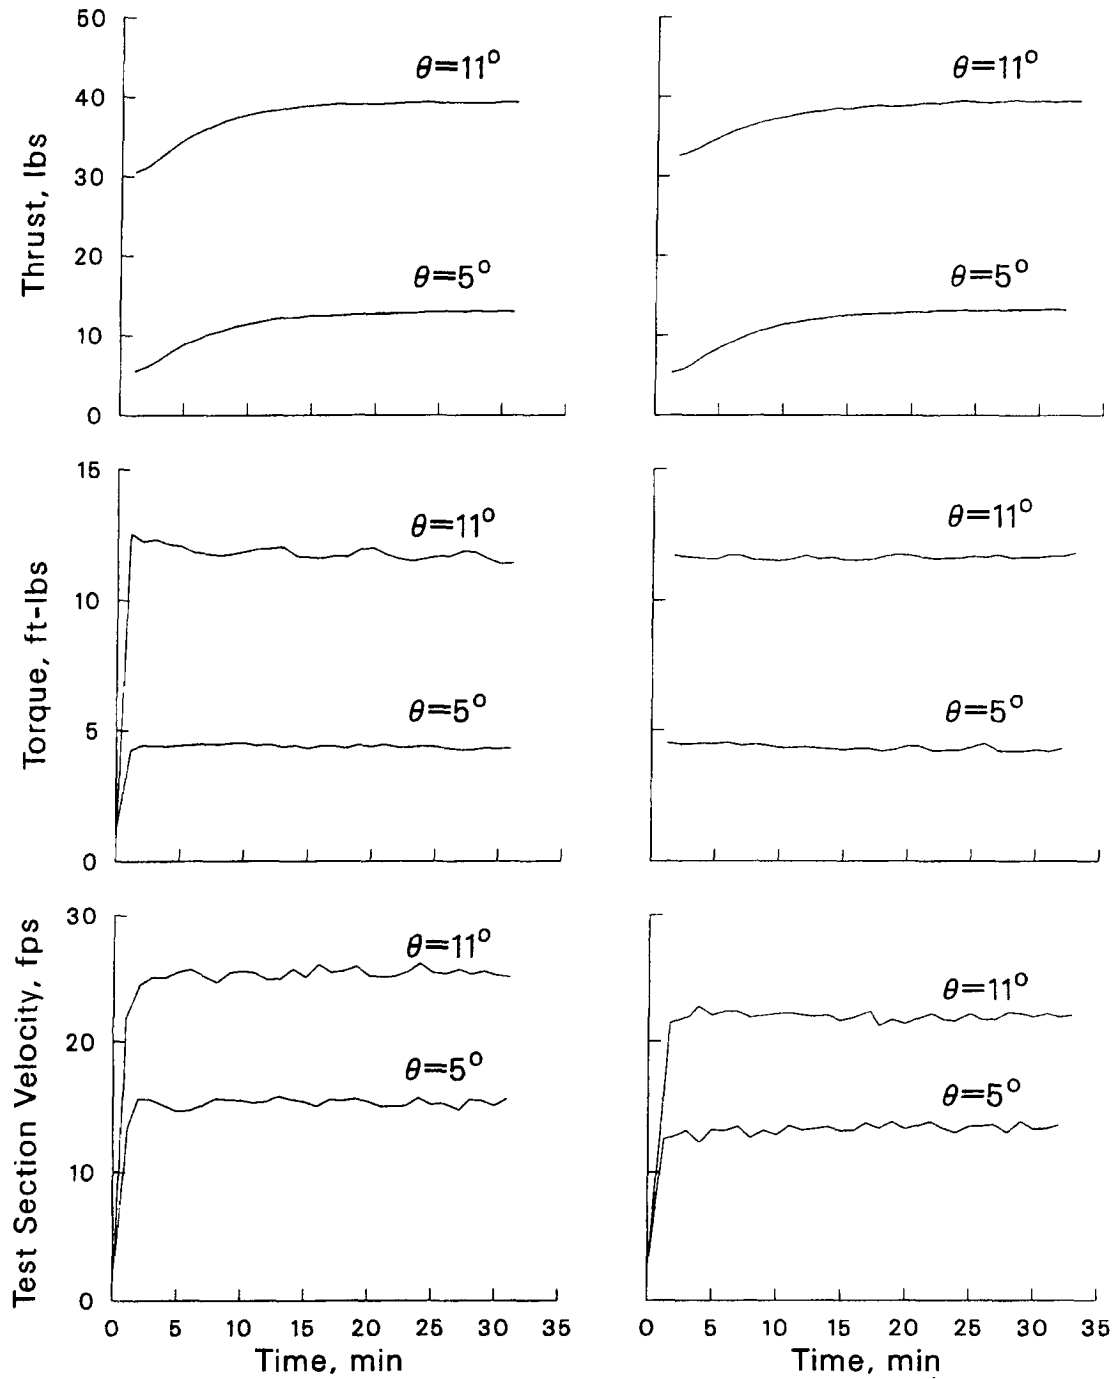 50
40
30
20
10
0
Thrust, lbs
θ=11°
θ=5°
θ=11°
θ=5°
15
10
5
0
Torque, ft-lbs
θ=11°
θ=5°
θ=11°
θ=5°
30
20
10
0
Test Section Velocity, fps
θ=11°
θ=5°
θ=11°
θ=5°
0 5 10 15 20 25 30 35
Time, min
0 5 10 15 20 25 30 35
Time, min